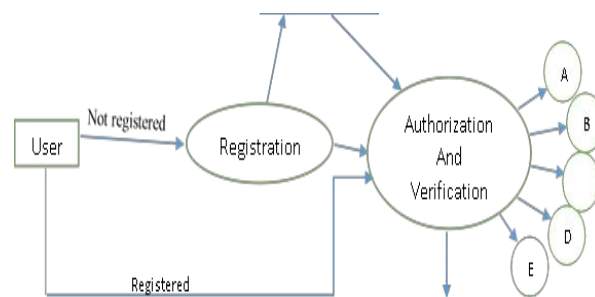 Not registered
User
Registration
Authorization
And
Verification
A
B
D
E
Registered